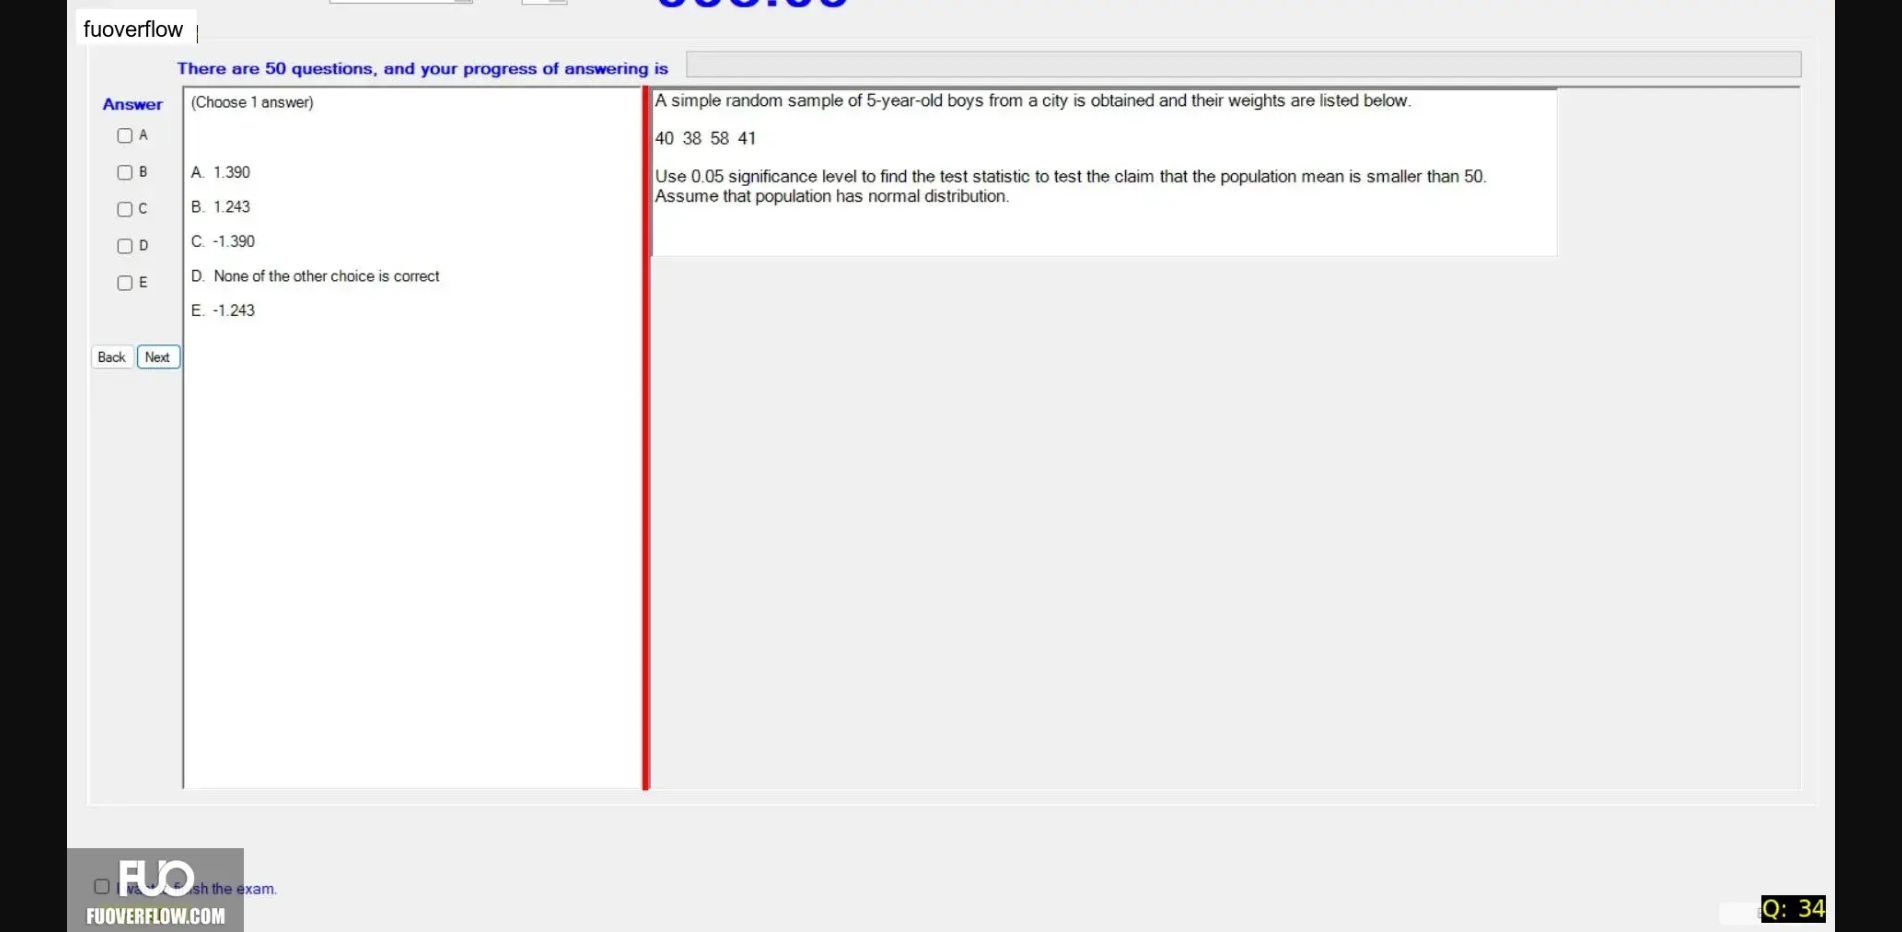 fuoverflow
There are 50 questions, and your progress of answering is
Answer
A
B
C
D
E
Back Next
(Choose 1 answer)
A. 1.390
B. 1.243
C. -1.390
D. None of the other choice is correct
E. -1.243
A simple random sample of 5-year-old boys from a city is obtained and their weights are listed below.
40 38 58 41
Use 0.05 significance level to find the test statistic to test the claim that the population mean is smaller than 50.
Assume that population has normal distribution.
the exam.
FUO
FUOVERFLOW.COM
Q: 34